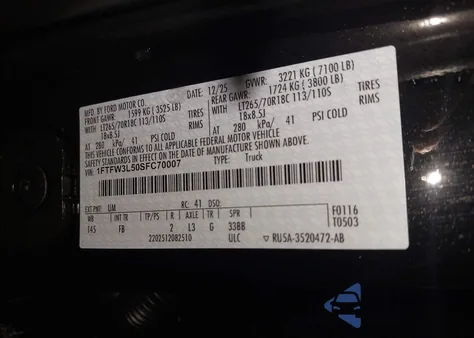 MFD. BY FORD MOTOR CO.
DATE: 12/25 GVWR: 3221 KG ( 7100 LB)
FRONT GAWR: 1599 KG ( 3525 LB) REAR GAWR: 1724 KG ( 3800 LB)
WITH LT265/70R18C 113/110S TIRES WITH LT265/70R18C 113/110S TIRES
18x8.5J RIMS 18x8.5J RIMS
AT 280 kPa/ 41 PSI COLD AT 280 kPa/ 41 PSI COLD
THIS VEHICLE CONFORMS TO ALL APPLICABLE FEDERAL MOTOR VEHICLE
SAFETY STANDARDS IN EFFECT ON THE DATE OF MANUFACTURE SHOWN ABOVE.
VIN: 1FTFW3L50SFC70007 TYPE: Truck
EXT PNT: UM RC: 41 DSO: F0116
WB INT TR TP/PS R AXLE TR SPR T0503
145 FB 2 L3 G 33BB
2202512082510 ULC RU5A-3520472-AB